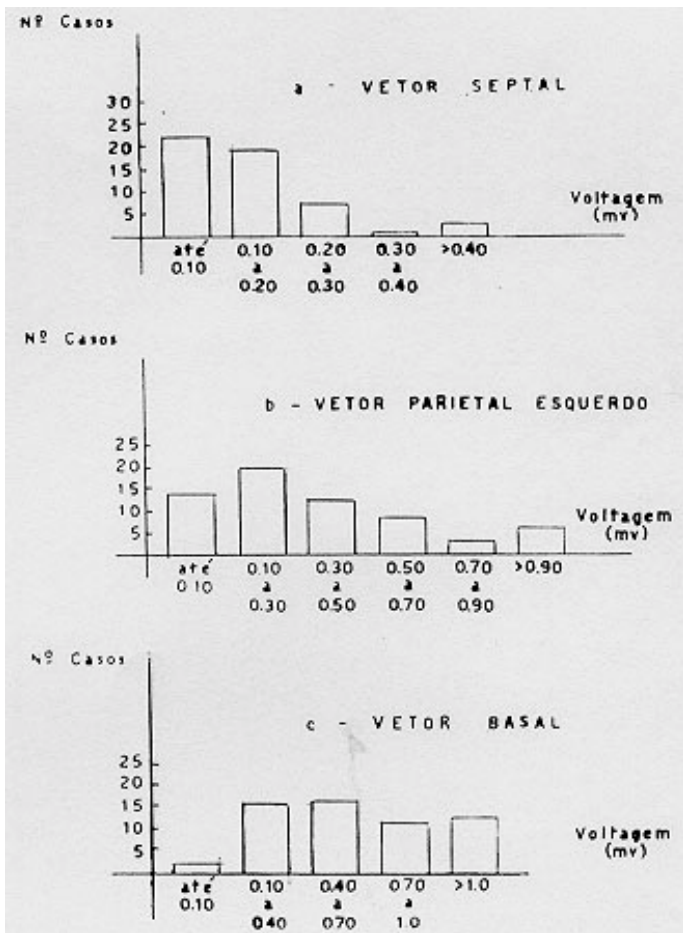 Nº Casos
a - VETOR SEPTAL
30
25
20
15
10
5
Voltagem
(mv)
até 0.10 0.20 0.30 >0.40
0.10 a a a
0.20 0.30 0.40
Nº Casos
b - VETOR PARIETAL ESQUERDO
25
20
15
10
5
Voltagem
(mv)
até 0.10 0.30 0.50 0.70 >0.90
0.10 a a a a
0.30 0.50 0.70 0.90
Nº Casos
c - VETOR BASAL
25
20
15
10
5
Voltagem
(mv)
até 0.10 0.40 0.70 >1.0
0.10 a a a
0.40 0.70 1.0